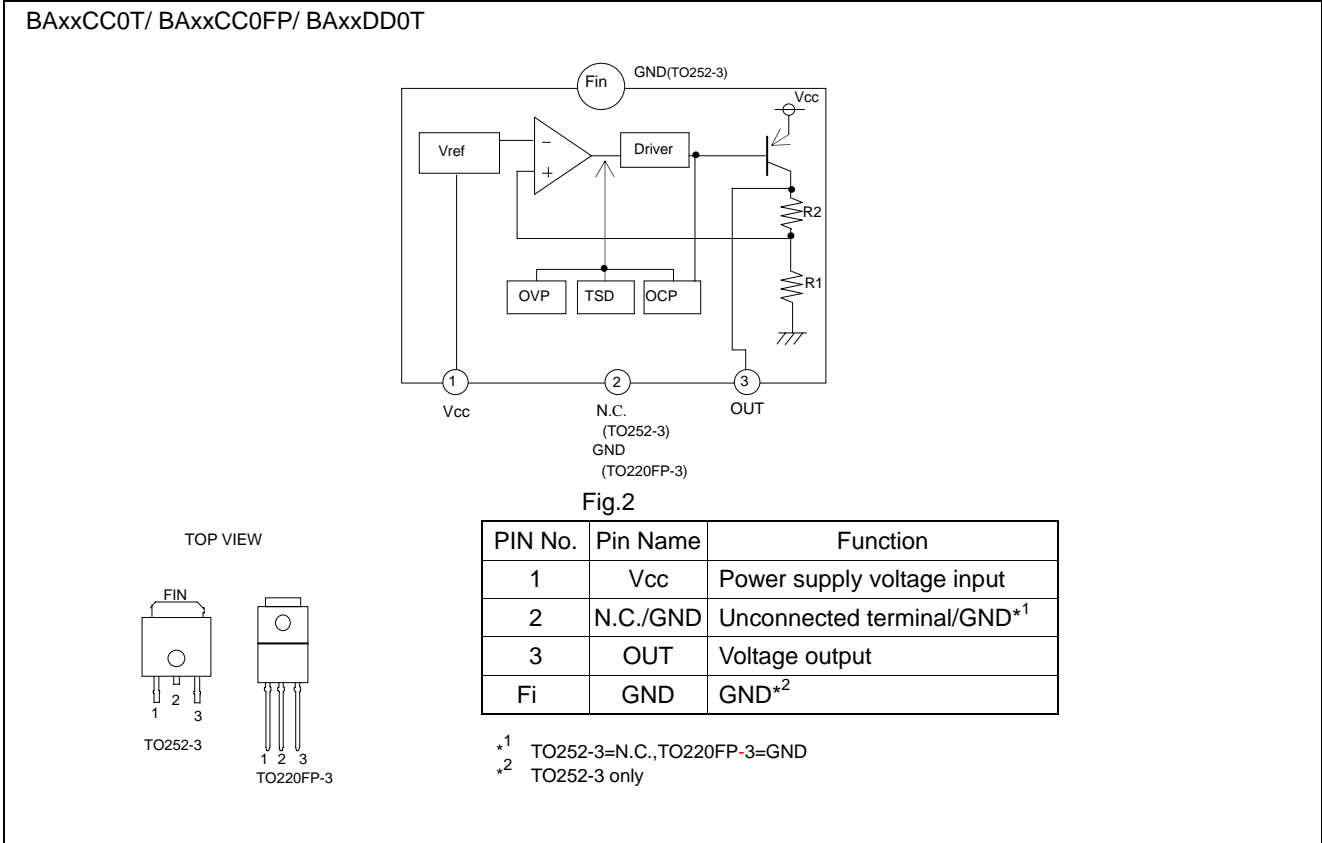 BAxxCC0T/ BAxxCC0FP/ BAxxDD0T
Fin
GND(TO252-3)
Vcc
Vref
−
+
Driver
R2
R1
OVP
TSD
OCP
1
2
3
Vcc
N.C.
(TO252-3)
GND
(TO220FP-3)
OUT
Fig.2
TOP VIEW
FIN
1 2 3
TO252-3
1 2 3
TO220FP-3
PIN No. Pin Name Function
1 Vcc Power supply voltage input
2 N.C./GND Unconnected terminal/GND*1
3 OUT Voltage output
Fi GND GND*2
*1 TO252-3=N.C.,TO220FP-3=GND
*2 TO252-3 only